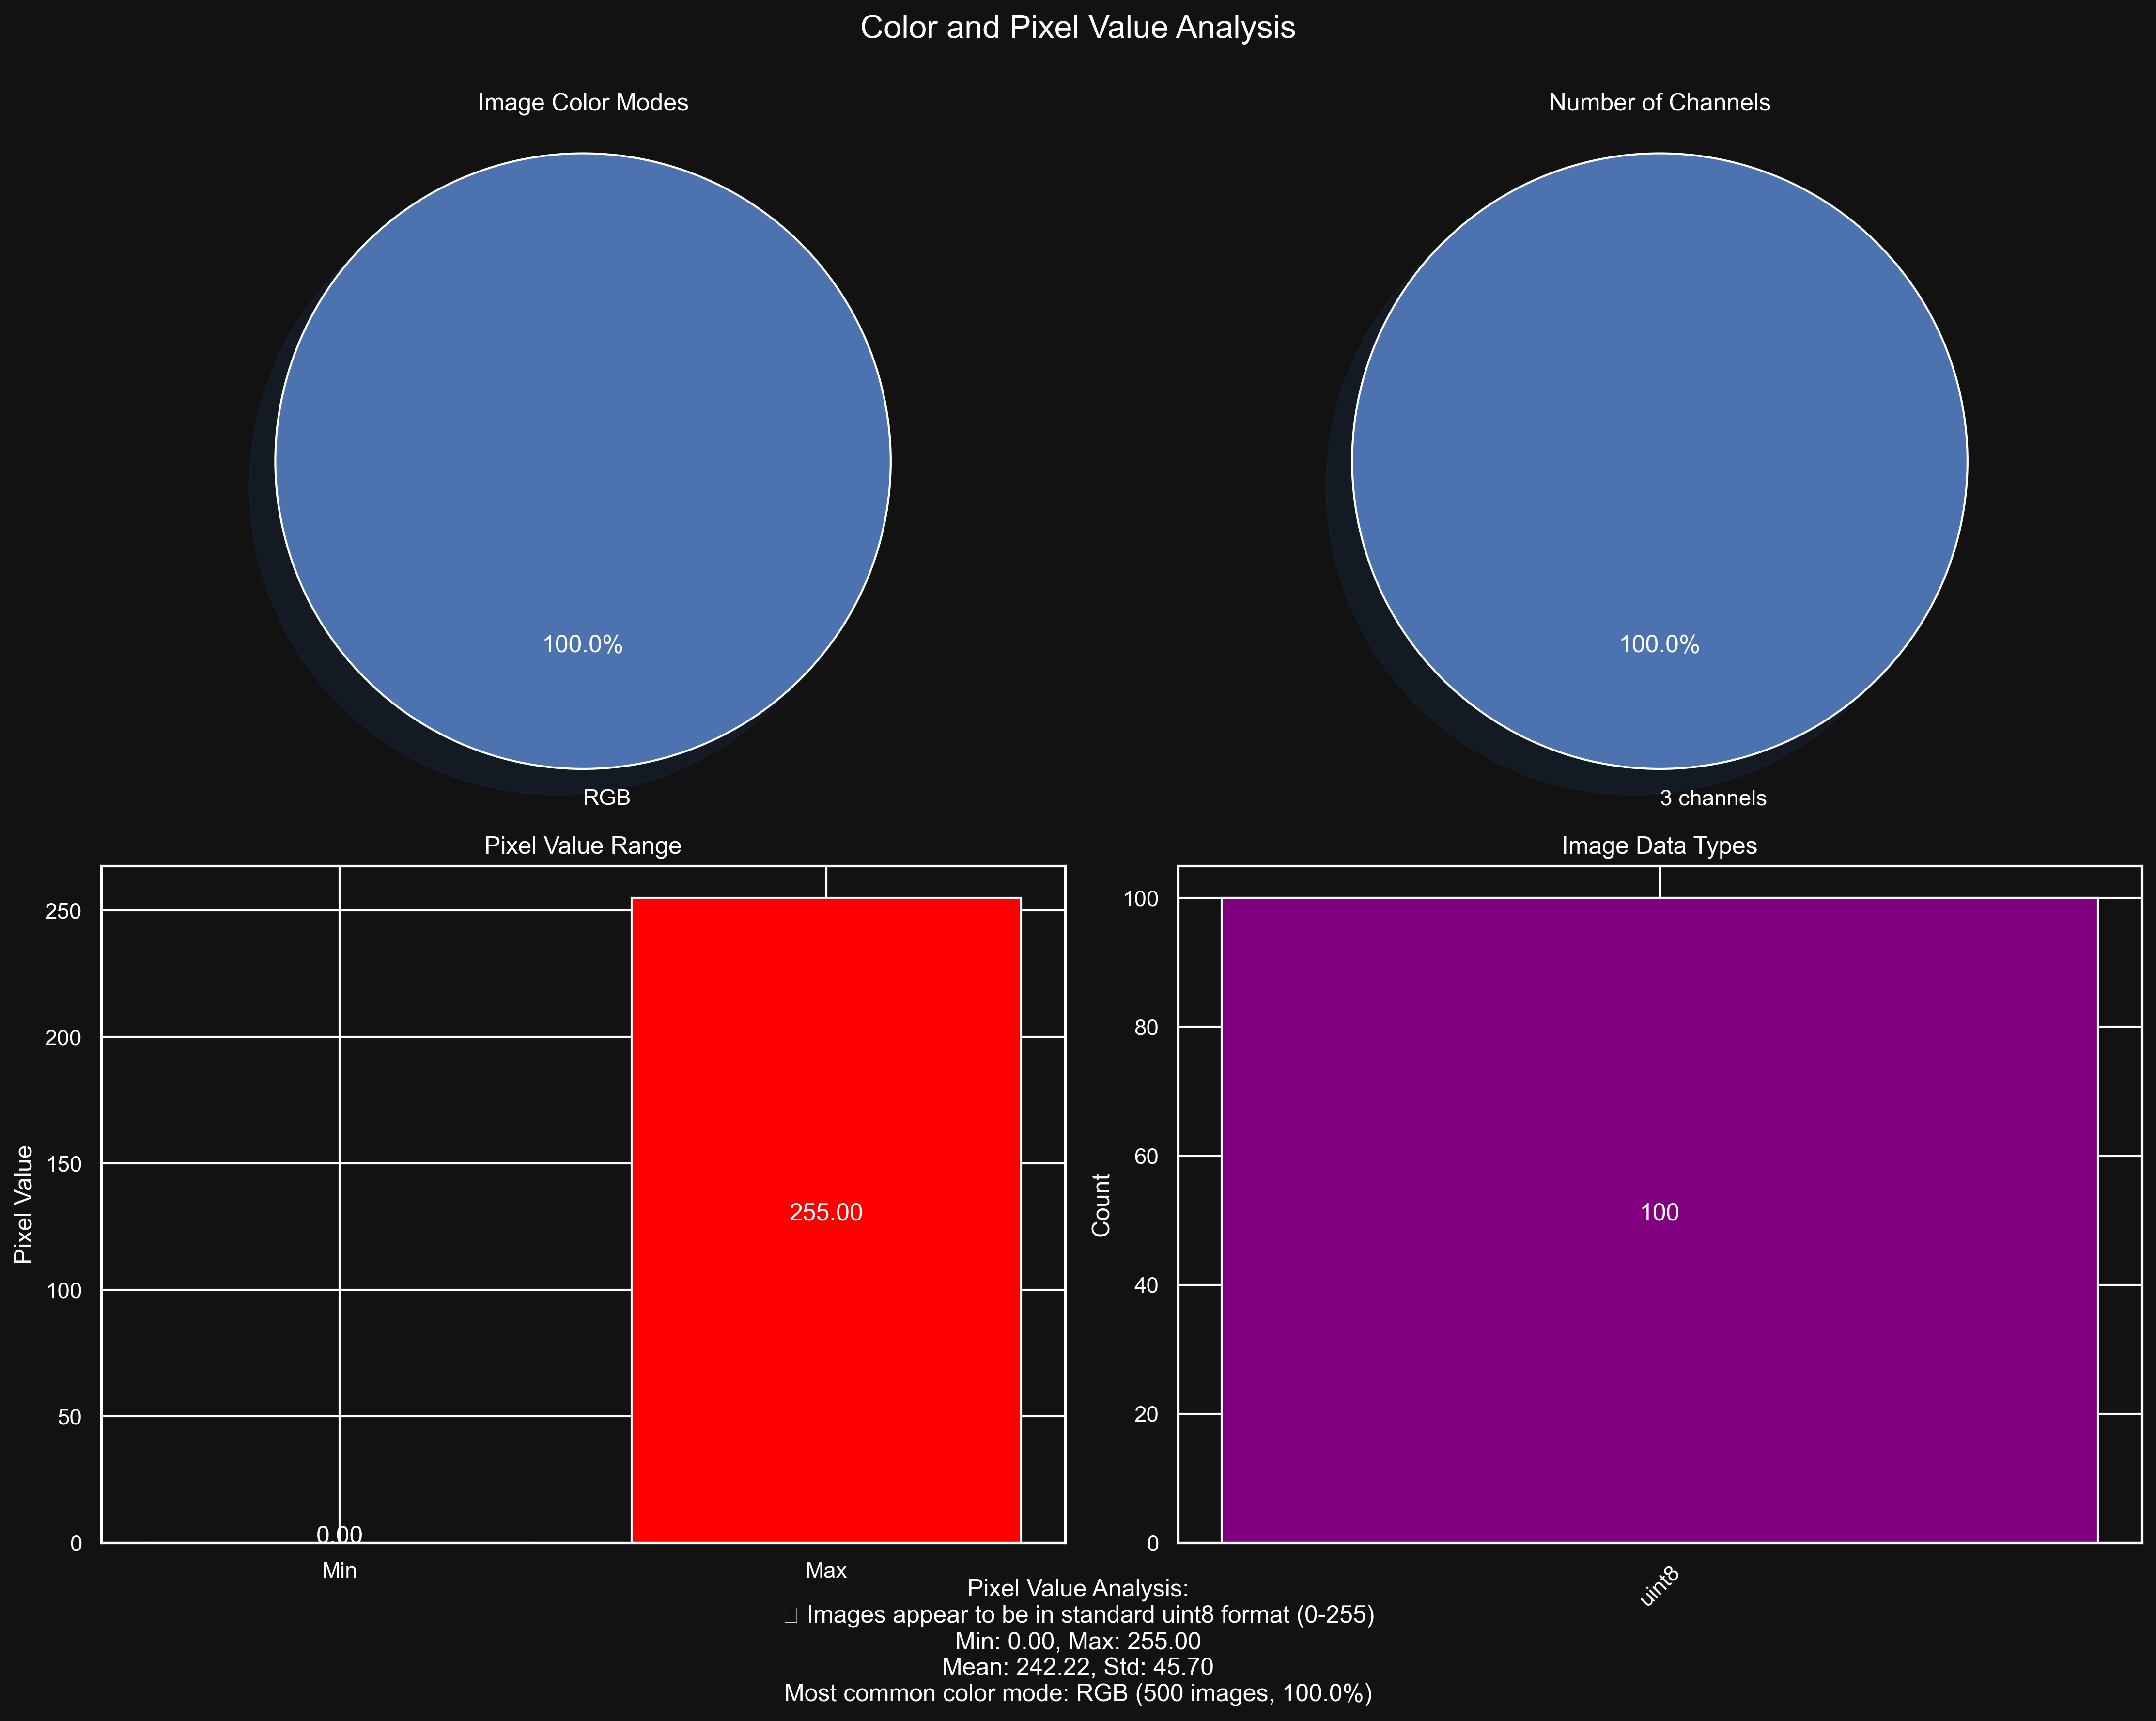 Color and Pixel Value Analysis
Image Color Modes
100.0%
RGB
Number of Channels
100.0%
3 channels
Pixel Value Range
Pixel Value
250
200
150
100
50
0
0.00
255.00
Min
Max
Image Data Types
Count
100
80
60
40
20
0
100
uint8
Pixel Value Analysis:
□ Images appear to be in standard uint8 format (0-255)
Min: 0.00, Max: 255.00
Mean: 242.22, Std: 45.70
Most common color mode: RGB (500 images, 100.0%)